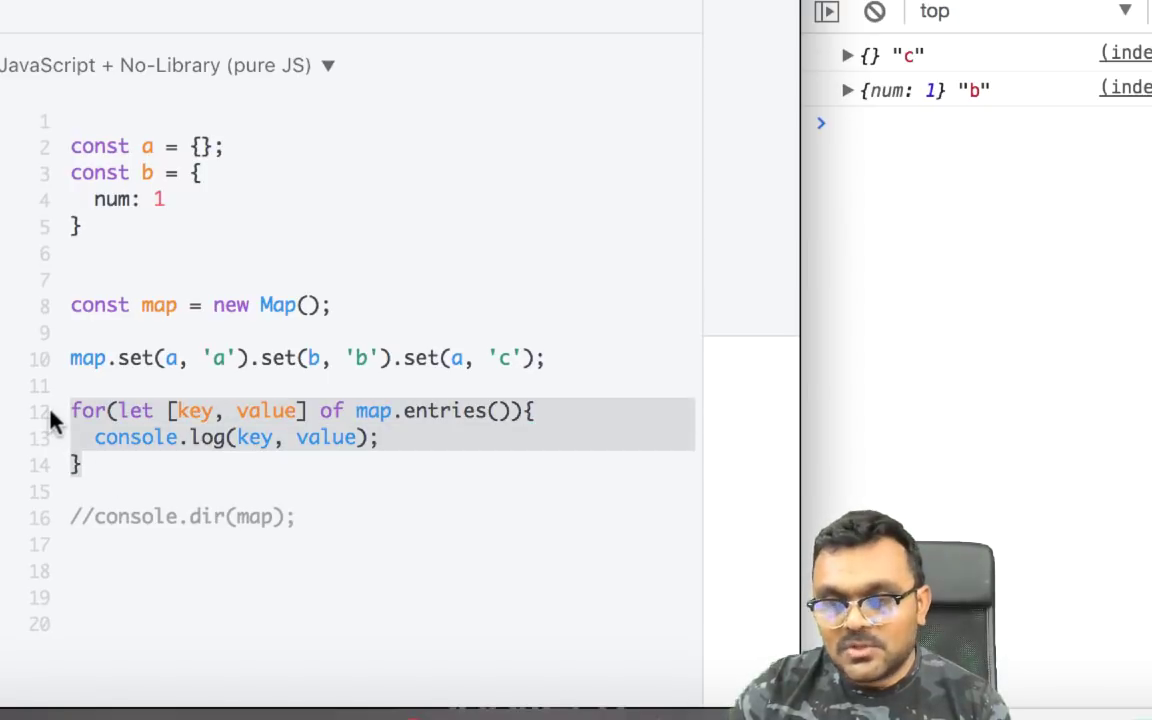 JavaScript + No-Library (pure JS) ▼
1
2 const a = {};
3 const b = {
4 num: 1
5 }
6
7
8 const map = new Map();
9
10 map.set(a, 'a').set(b, 'b').set(a, 'c');
11
12 for(let [key, value] of map.entries()){
13 console.log(key, value);
14 }
15
16 //console.dir(map);
17
18
19
20
top ▼
▶ {} "c" (inde
▶ {num: 1} "b" (inde